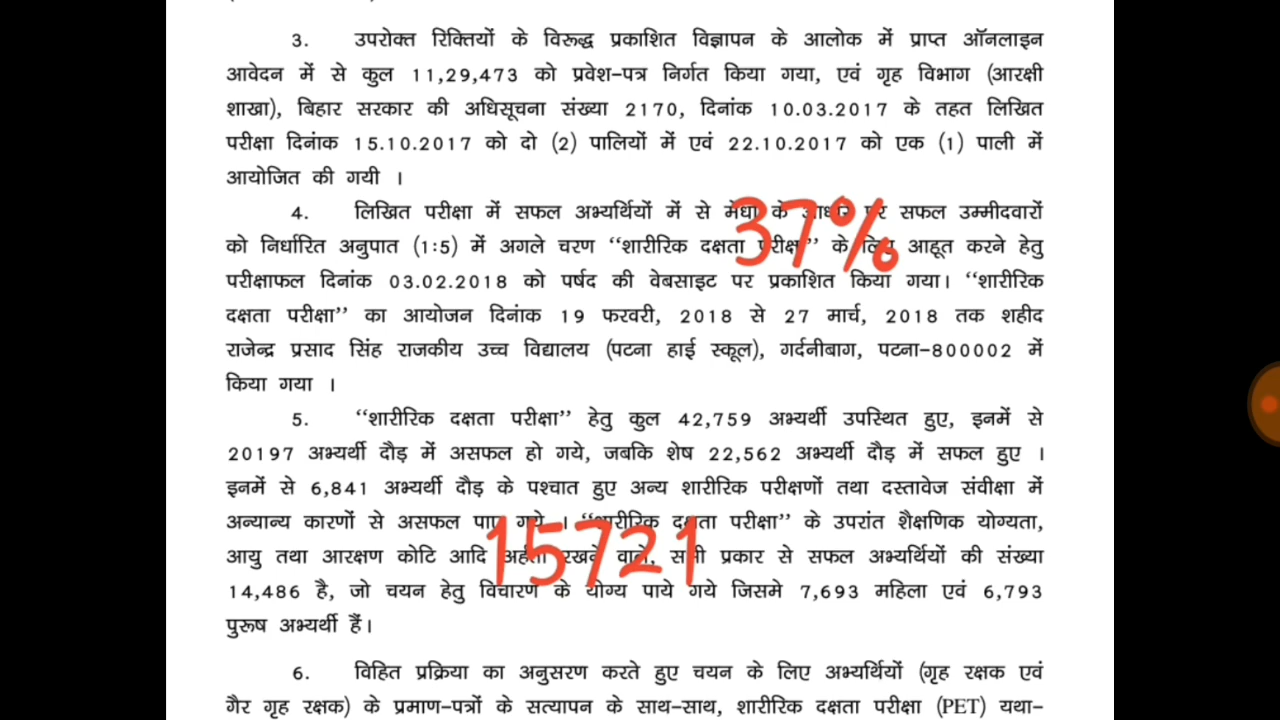 3. उपरोक्त रिक्तियों के विरूद्ध प्रकाशित विज्ञापन के आलोक में प्राप्त ऑनलाइन
आवेदन में से कुल 11,29,473 को प्रवेश-पत्र निर्गत किया गया, एवं गृह विभाग (आरक्षी
शाखा), बिहार सरकार की अधिसूचना संख्या 2170, दिनांक 10.03.2017 के तहत लिखित
परीक्षा दिनांक 15.10.2017 को दो (2) पालियों में एवं 22.10.2017 को एक (1) पाली में
आयोजित की गयी ।
4. लिखित परीक्षा में सफल अभ्यर्थियों में से मेधा के आधार पर सफल उम्मीदवारों
37%
को निर्धारित अनुपात (1:5) में अगले चरण ‘‘शारीरिक दक्षता परीक्षा’’ के लिए आहूत करने हेतु
परीक्षाफल दिनांक 03.02.2018 को पर्षद की वेबसाइट पर प्रकाशित किया गया। ‘‘शारीरिक
दक्षता परीक्षा’’ का आयोजन दिनांक 19 फरवरी, 2018 से 27 मार्च, 2018 तक शहीद
राजेन्द्र प्रसाद सिंह राजकीय उच्च विद्यालय (पटना हाई स्कूल), गर्दनीबाग, पटना-800002 में
किया गया ।
5. ‘‘शारीरिक दक्षता परीक्षा’’ हेतु कुल 42,759 अभ्यर्थी उपस्थित हुए, इनमें से
20197 अभ्यर्थी दौड़ में असफल हो गये, जबकि शेष 22,562 अभ्यर्थी दौड़ में सफल हुए ।
इनमें से 6,841 अभ्यर्थी दौड़ के पश्चात हुए अन्य शारीरिक परीक्षणों तथा दस्तावेज संवीक्षा में
अन्यान्य कारणों से असफल पाए गये । ‘‘शारीरिक दक्षता परीक्षा’’ के उपरांत शैक्षणिक योग्यता,
15721
आयु तथा आरक्षण कोटि आदि अर्हता रखने वाले, सभी प्रकार से सफल अभ्यर्थियों की संख्या
14,486 है, जो चयन हेतु विचारण के योग्य पाये गये जिसमे 7,693 महिला एवं 6,793
पुरूष अभ्यर्थी हैं।
6. विहित प्रक्रिया का अनुसरण करते हुए चयन के लिए अभ्यर्थियों (गृह रक्षक एवं
गैर गृह रक्षक) के प्रमाण-पत्रों के सत्यापन के साथ-साथ, शारीरिक दक्षता परीक्षा (PET) यथा-